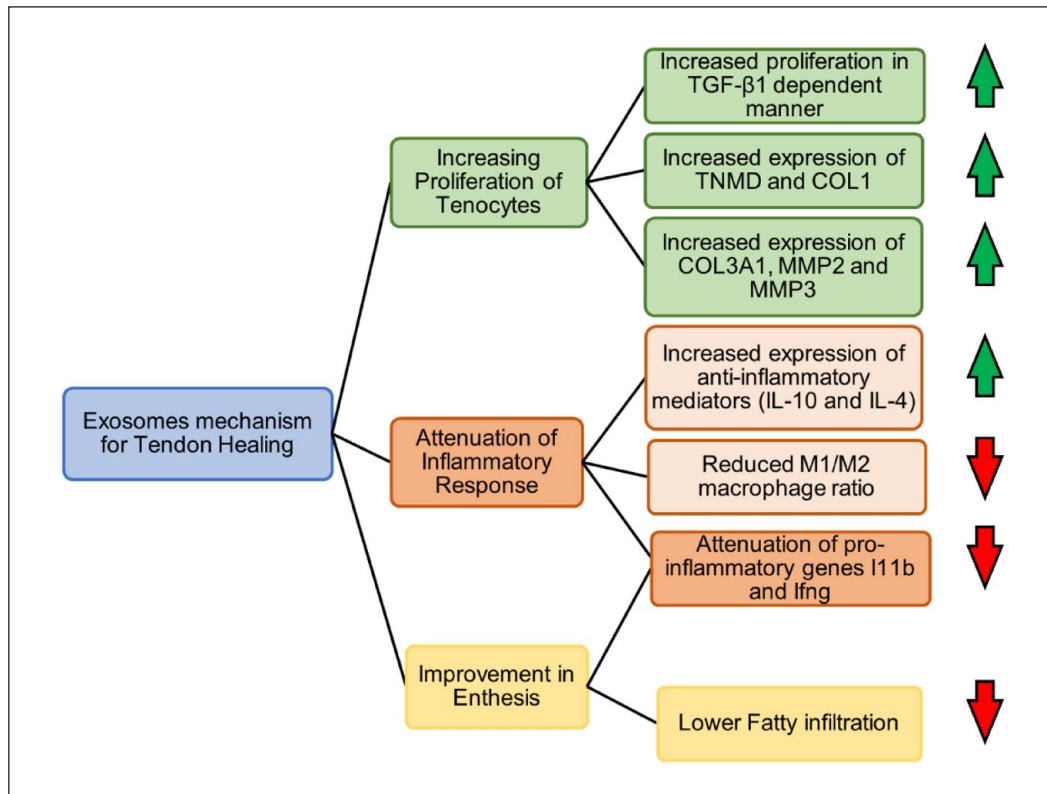 Increased proliferation in
TGF-β1 dependent
manner
Increasing
Proliferation of
Tenocytes
Increased expression of
TNMD and COL1
Increased expression of
COL3A1, MMP2 and
MMP3
Exosomes mechanism
for Tendon Healing
Increased expression of
anti-inflammatory
mediators (IL-10 and IL-4)
Attenuation of
Inflammatory
Response
Reduced M1/M2
macrophage ratio
Attenuation of pro-
inflammatory genes I11b
and Ifng
Improvement in
Enthesis
Lower Fatty infiltration